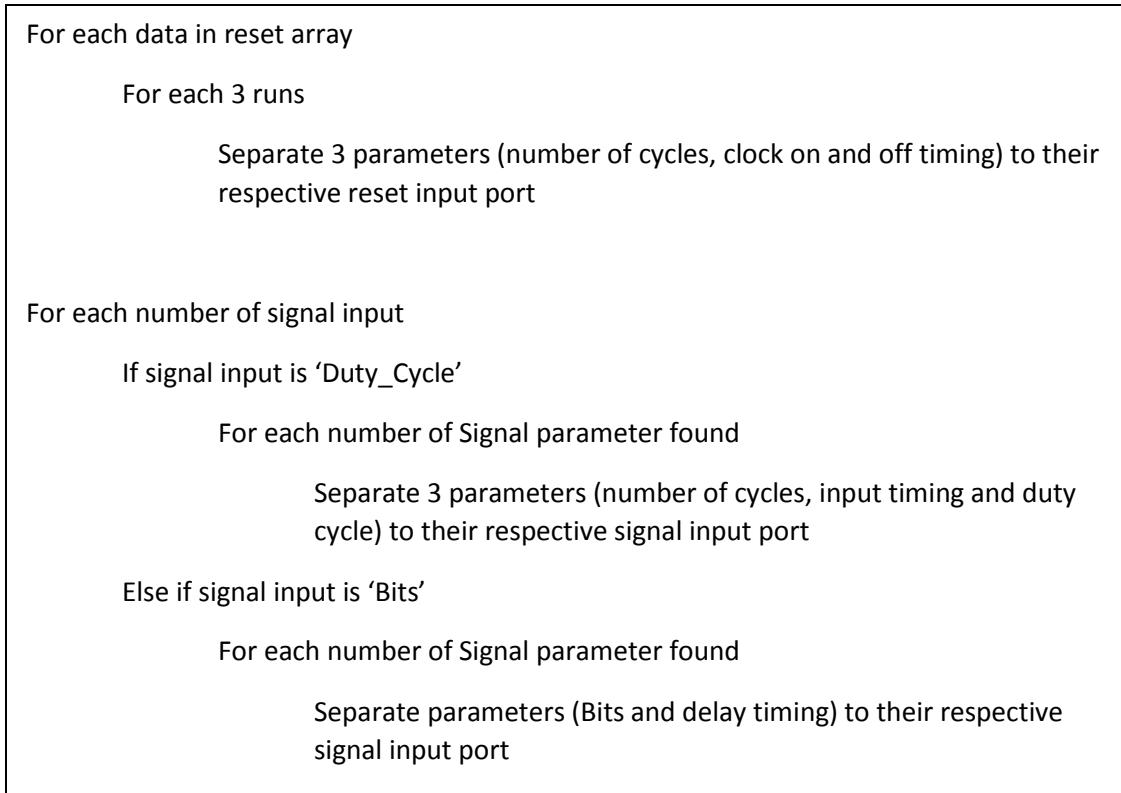 For each data in reset array
For each 3 runs
Separate 3 parameters (number of cycles, clock on and off timing) to their
respective reset input port
For each number of signal input
If signal input is ‘Duty_Cycle’
For each number of Signal parameter found
Separate 3 parameters (number of cycles, input timing and duty
cycle) to their respective signal input port
Else if signal input is ‘Bits’
For each number of Signal parameter found
Separate parameters (Bits and delay timing) to their respective
signal input port